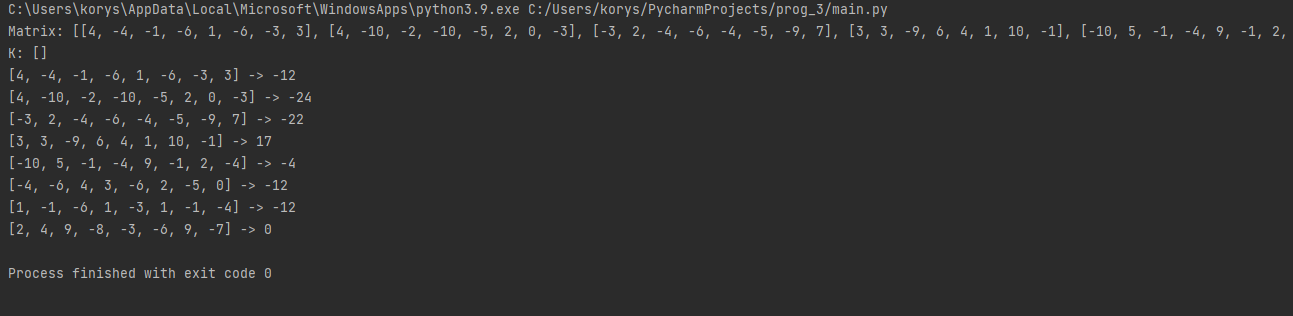 C:\Users\korys\AppData\Local\Microsoft\WindowsApps\python3.9.exe C:/Users/korys/PycharmProjects/prog_3/main.py
Matrix: [[4, -4, -1, -6, 1, -6, -3, 3], [4, -10, -2, -10, -5, 2, 0, -3], [-3, 2, -4, -6, -4, -5, -9, 7], [3, 3, -9, 6, 4, 1, 10, -1], [-10, 5, -1, -4, 9, -1, 2,
K: []
[4, -4, -1, -6, 1, -6, -3, 3] -> -12
[4, -10, -2, -10, -5, 2, 0, -3] -> -24
[-3, 2, -4, -6, -4, -5, -9, 7] -> -22
[3, 3, -9, 6, 4, 1, 10, -1] -> 17
[-10, 5, -1, -4, 9, -1, 2, -4] -> -4
[-4, -6, 4, 3, -6, 2, -5, 0] -> -12
[1, -1, -6, 1, -3, 1, -1, -4] -> -12
[2, 4, 9, -8, -3, -6, 9, -7] -> 0
Process finished with exit code 0